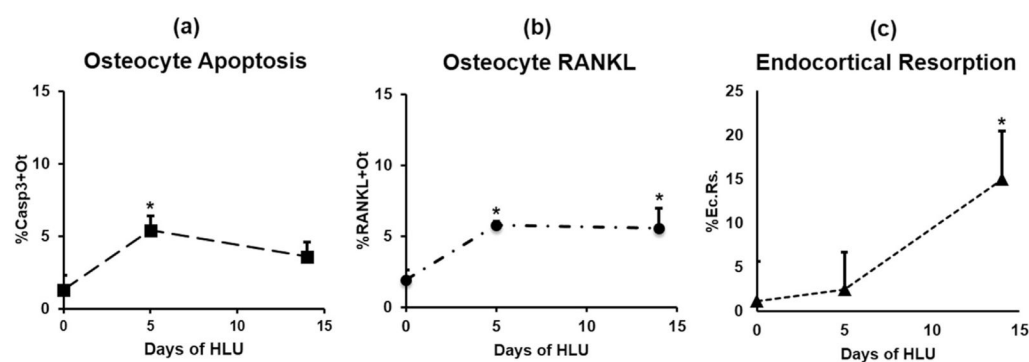 (a)
Osteocyte Apoptosis
15
10
5
0
%Casp3+Ot
*
0
5
10
15
Days of HLU
(b)
Osteocyte RANKL
15
10
5
0
%RANKL+Ot
*
*
0
5
10
15
Days of HLU
(c)
Endocortical Resorption
25
20
15
10
5
0
%Ec.Rs.
*
0
5
10
15
Days of HLU